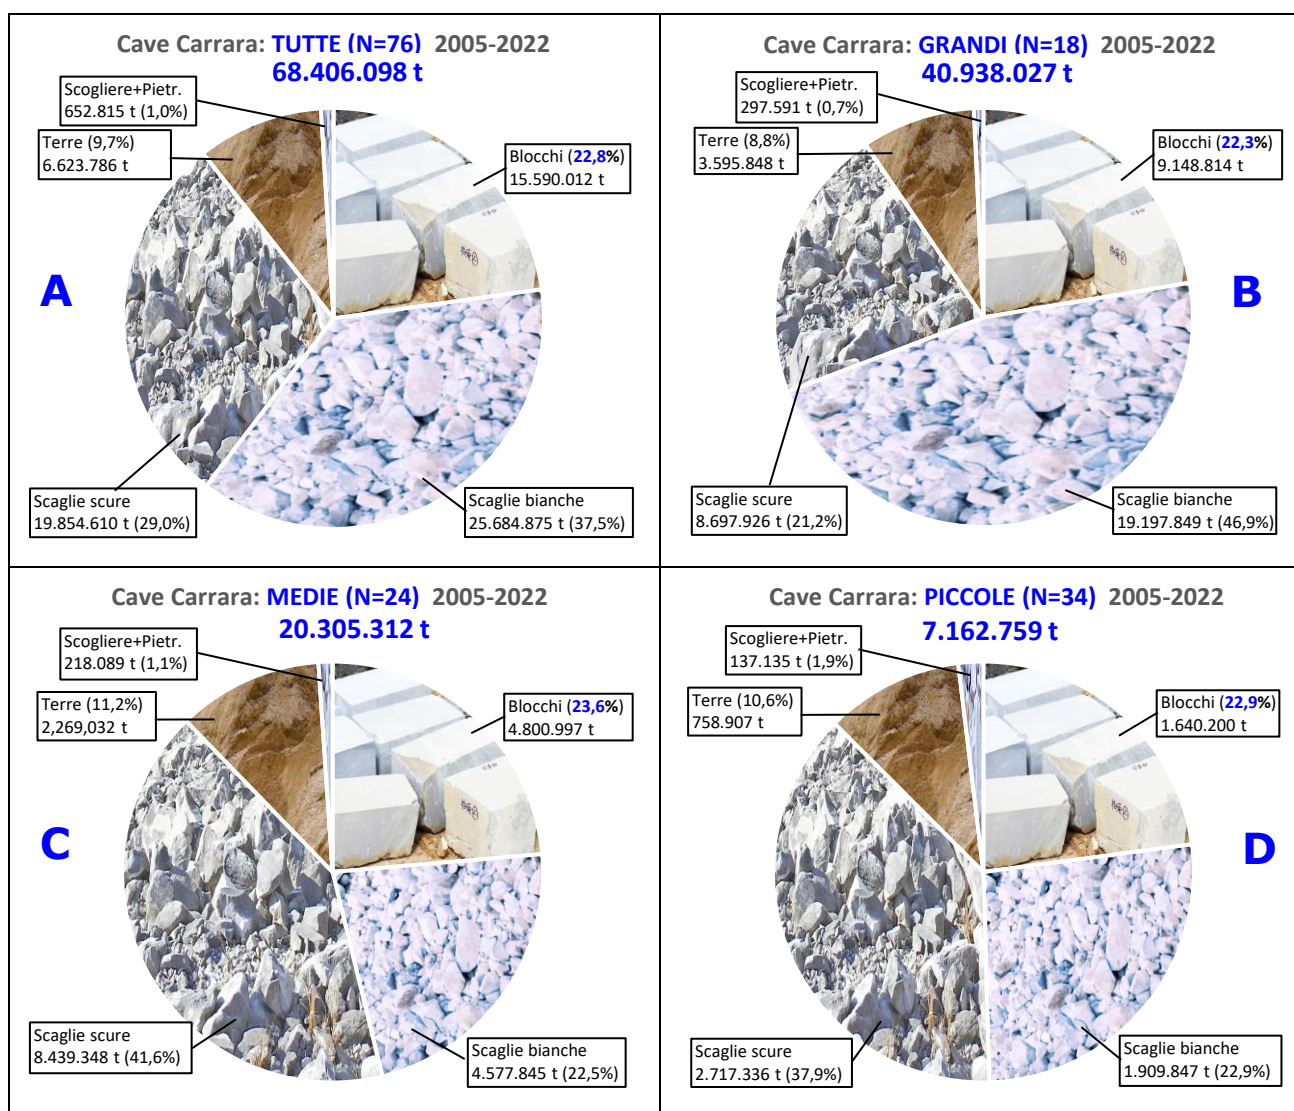 Cave Carrara: TUTTE (N=76) 2005-2022
68.406.098 t
Scogliere+Pietr.
652.815 t (1,0%)
Terre (9,7%)
6.623.786 t
Blocchi (22,8%)
15.590.012 t
A
Scaglie scure
19.854.610 t (29,0%)
Scaglie bianche
25.684.875 t (37,5%)
Cave Carrara: GRANDI (N=18) 2005-2022
40.938.027 t
Scogliere+Pietr.
297.591 t (0,7%)
Terre (8,8%)
3.595.848 t
Blocchi (22,3%)
9.148.814 t
B
Scaglie scure
8.697.926 t (21,2%)
Scaglie bianche
19.197.849 t (46,9%)
Cave Carrara: MEDIE (N=24) 2005-2022
20.305.312 t
Scogliere+Pietr.
218.089 t (1,1%)
Terre (11,2%)
2,269,032 t
Blocchi (23,6%)
4.800.997 t
C
Scaglie scure
8.439.348 t (41,6%)
Scaglie bianche
4.577.845 t (22,5%)
Cave Carrara: PICCOLE (N=34) 2005-2022
7.162.759 t
Scogliere+Pietr.
137.135 t (1,9%)
Terre (10,6%)
758.907 t
Blocchi (22,9%)
1.640.200 t
D
Scaglie scure
2.717.336 t (37,9%)
Scaglie bianche
1.909.847 t (22,9%)